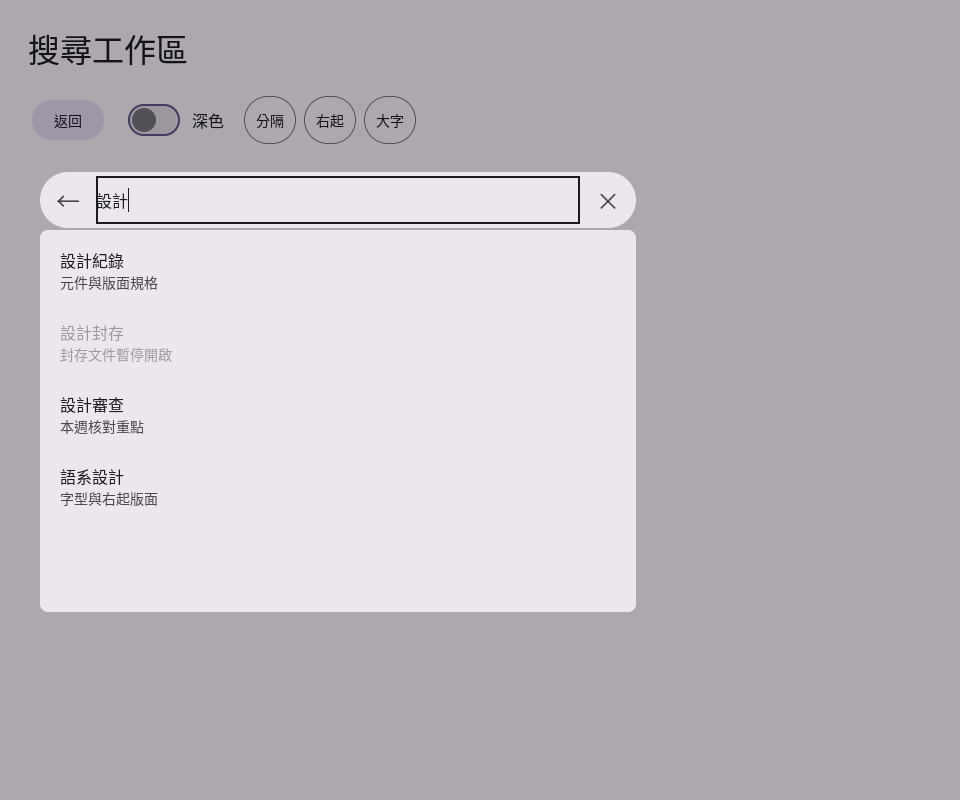 搜尋工作區
返回
深色
分隔
右起
大字
設計
設計紀錄
元件與版面規格
設計封存
封存文件暫停開啟
設計審查
本週核對重點
語系設計
字型與右起版面